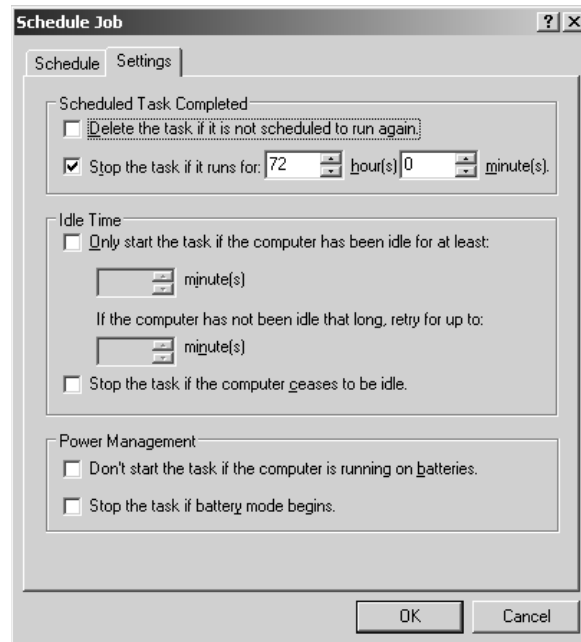 Schedule Job
Schedule Settings
Scheduled Task Completed
Delete the task if it is not scheduled to run again.
Stop the task if it runs for: 72 hour(s) 0 minute(s).
Idle Time
Only start the task if the computer has been idle for at least:
minute(s)
If the computer has not been idle that long, retry for up to:
minute(s)
Stop the task if the computer ceases to be idle.
Power Management
Don't start the task if the computer is running on batteries.
Stop the task if battery mode begins.
OK Cancel